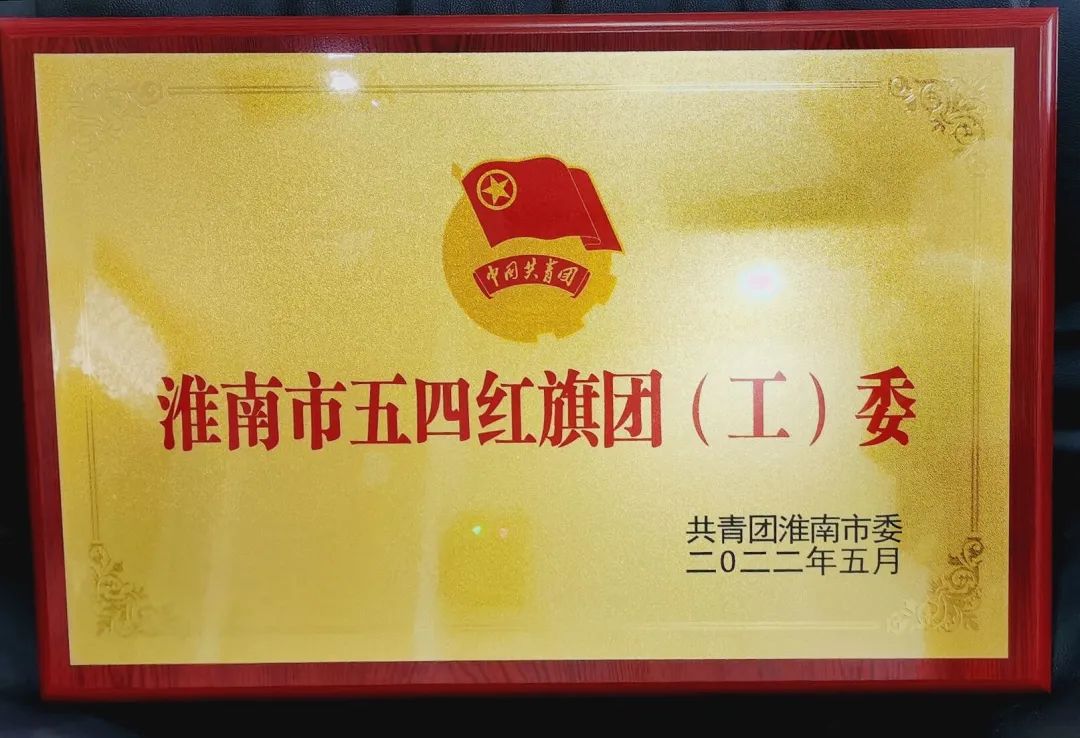 中国共青团
淮南市五四红旗团（工）委
共青团淮南市委
二0二二年五月